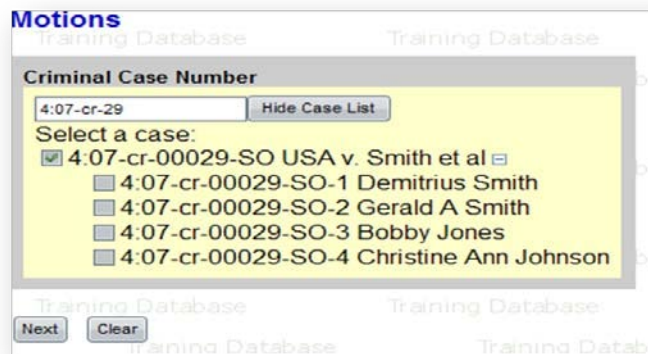 Motions
Training Database Training Database
Criminal Case Number
4:07-cr-29 Hide Case List
Select a case:
4:07-cr-00029-SO USA v. Smith et al
4:07-cr-00029-SO-1 Demitrius Smith
4:07-cr-00029-SO-2 Gerald A Smith
4:07-cr-00029-SO-3 Bobby Jones
4:07-cr-00029-SO-4 Christine Ann Johnson
Training Database Training Database
Next Clear
Training Database Training Datab